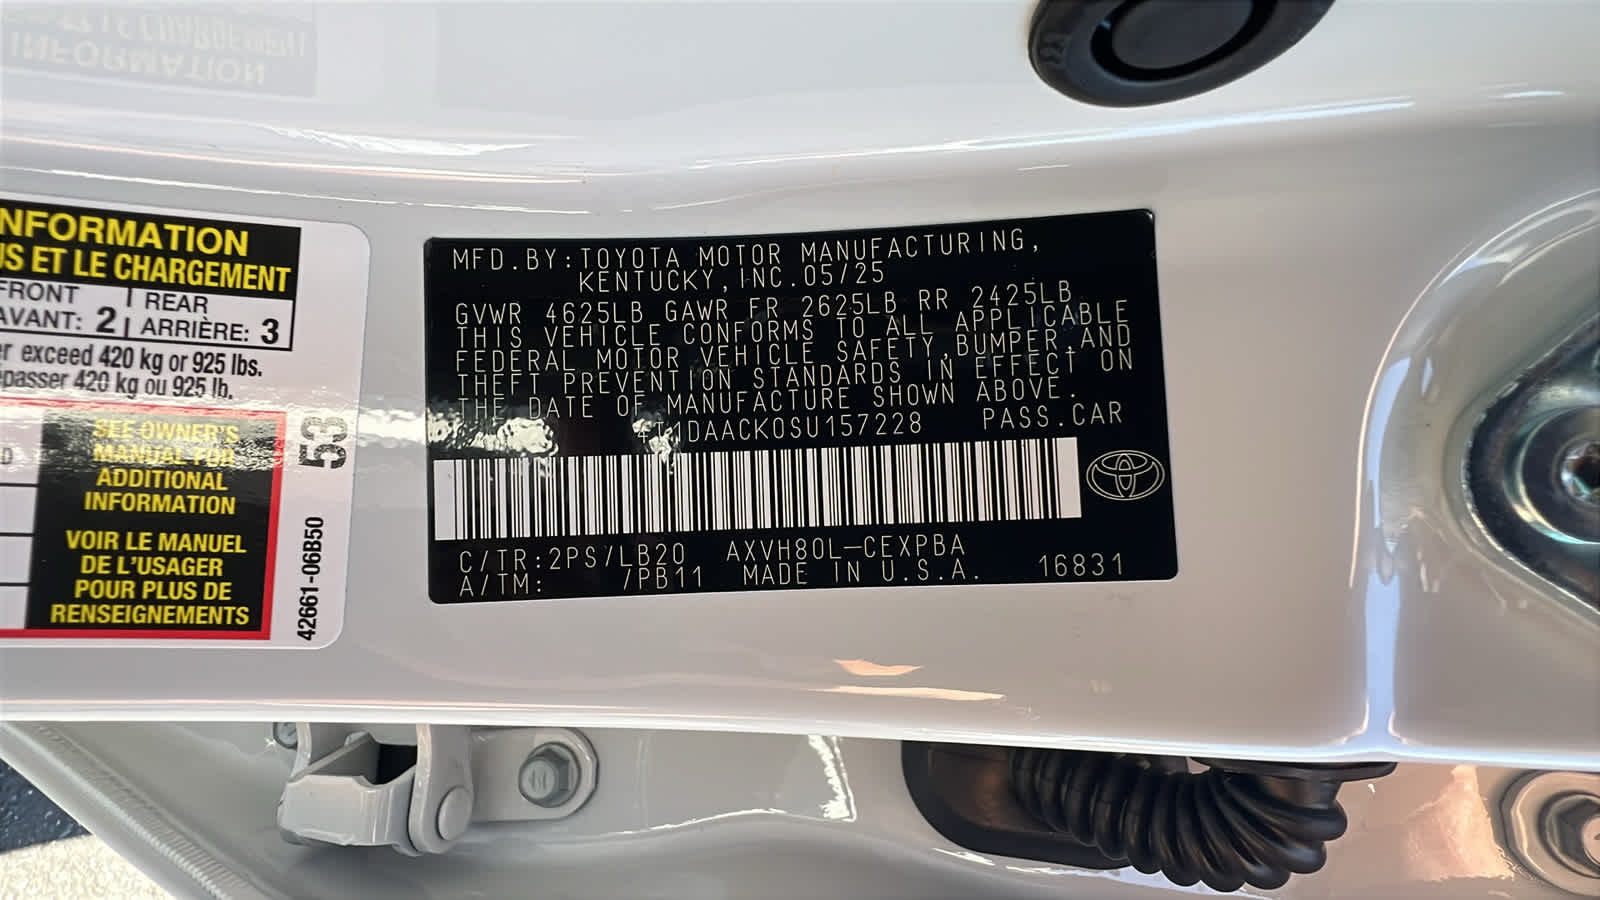 NFORMATION
US ET LE CHARGEMENT
FRONT
AVANT: 2
REAR
ARRIÈRE: 3
er exceed 420 kg or 925 lbs.
passer 420 kg ou 925 lb.
SEE OWNER'S
MANUAL FOR
ADDITIONAL
INFORMATION
VOIR LE MANUEL
DE L'USAGER
POUR PLUS DE
RENSEIGNEMENTS
53
42661-06B50
MFD.BY:TOYOTA MOTOR MANUFACTURING,
KENTUCKY,INC.05/25
GVWR 4625LB GAWR FR 2625LB RR 2425LB
THIS VEHICLE CONFORMS TO ALL APPLICABLE
FEDERAL MOTOR VEHICLE SAFETY,BUMPER,AND
THEFT PREVENTION STANDARDS IN EFFECT ON
THE DATE OF MANUFACTURE SHOWN ABOVE.
4T1DAACK0SU157228 PASS.CAR
C/TR:2PS/LB20 AXVH80L-CEXPBA
A/TM: /PB11 MADE IN U.S.A. 16831